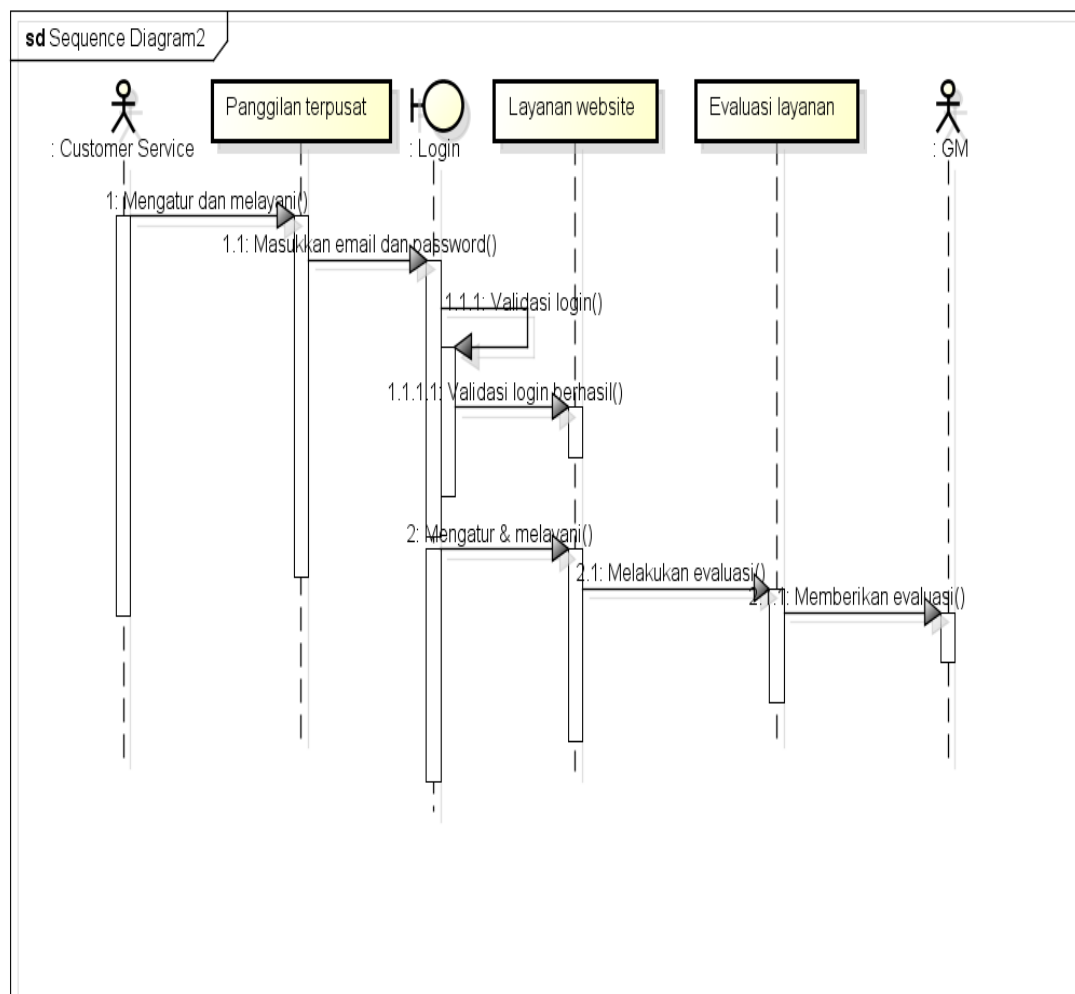 sd Sequence Diagram2
: Customer Service
Panggilan terpusat
: Login
Layanan website
Evaluasi layanan
: GM
1: Mengatur dan melayani()
1.1: Masukkan email dan password()
1.1.1: Validasi login()
1.1.1.1: Validasi login berhasil()
2: Mengatur & melayani()
2.1: Melakukan evaluasi()
2.1.1: Memberikan evaluasi()